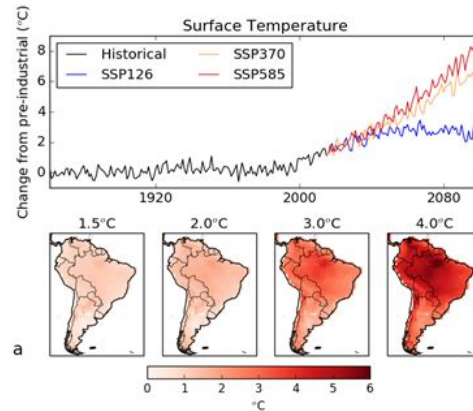 Surface Temperature
Change from pre-industrial (°C)
8
6
4
2
0
Historical
SSP126
SSP370
SSP585
1920
2000
2080
1.5°C
2.0°C
3.0°C
4.0°C
a
0 1 2 3 4 5 6
°C